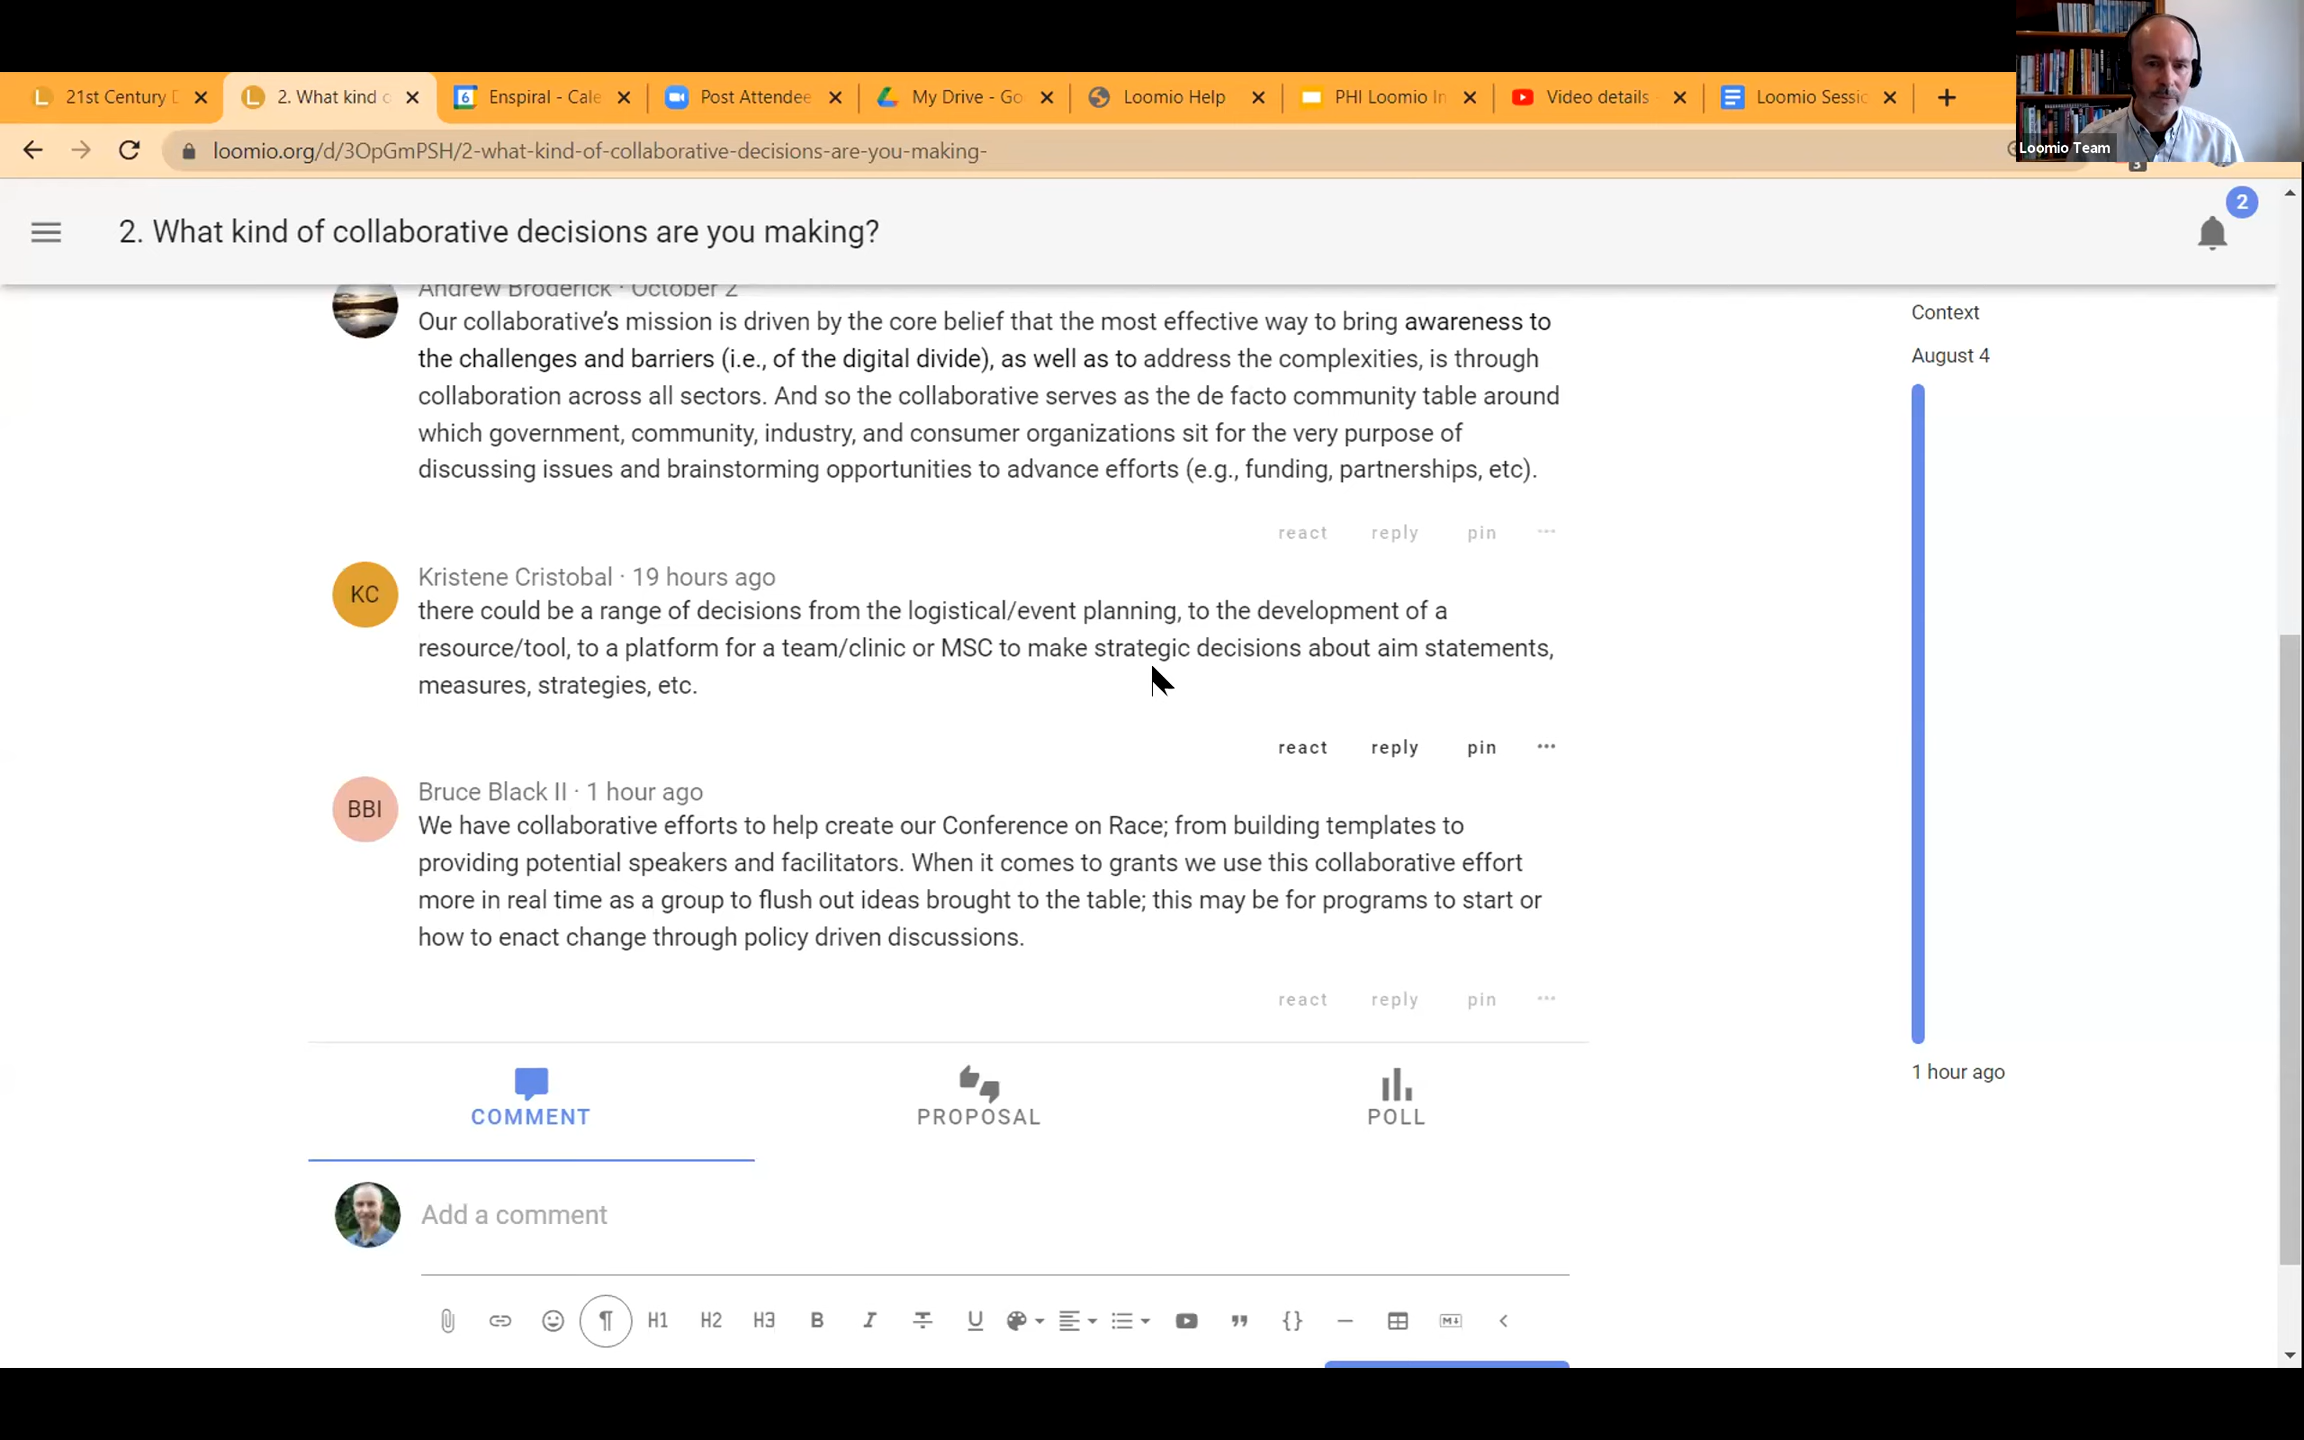 21st Century D
2. What kind o
6
Enspiral - Cale
Post Attendee
My Drive - Go
Loomio Help
PHI Loomio In
Video details
Loomio Sessic
Loomio Team
loomio.org/d/3OpGmPSH/2-what-kind-of-collaborative-decisions-are-you-making-
3
2. What kind of collaborative decisions are you making?
2
Andrew Broderick · October 2
Our collaborative's mission is driven by the core belief that the most effective way to bring awareness to
the challenges and barriers (i.e., of the digital divide), as well as to address the complexities, is through
collaboration across all sectors. And so the collaborative serves as the de facto community table around
which government, community, industry, and consumer organizations sit for the very purpose of
discussing issues and brainstorming opportunities to advance efforts (e.g., funding, partnerships, etc).
react reply pin ···
KC
Kristene Cristobal · 19 hours ago
there could be a range of decisions from the logistical/event planning, to the development of a
resource/tool, to a platform for a team/clinic or MSC to make strategic decisions about aim statements,
measures, strategies, etc.
react reply pin ···
BBI
Bruce Black II · 1 hour ago
We have collaborative efforts to help create our Conference on Race; from building templates to
providing potential speakers and facilitators. When it comes to grants we use this collaborative effort
more in real time as a group to flush out ideas brought to the table; this may be for programs to start or
how to enact change through policy driven discussions.
react reply pin ···
Context
August 4
1 hour ago
COMMENT
PROPOSAL
POLL
Add a comment
H1 H2 H3 B I U